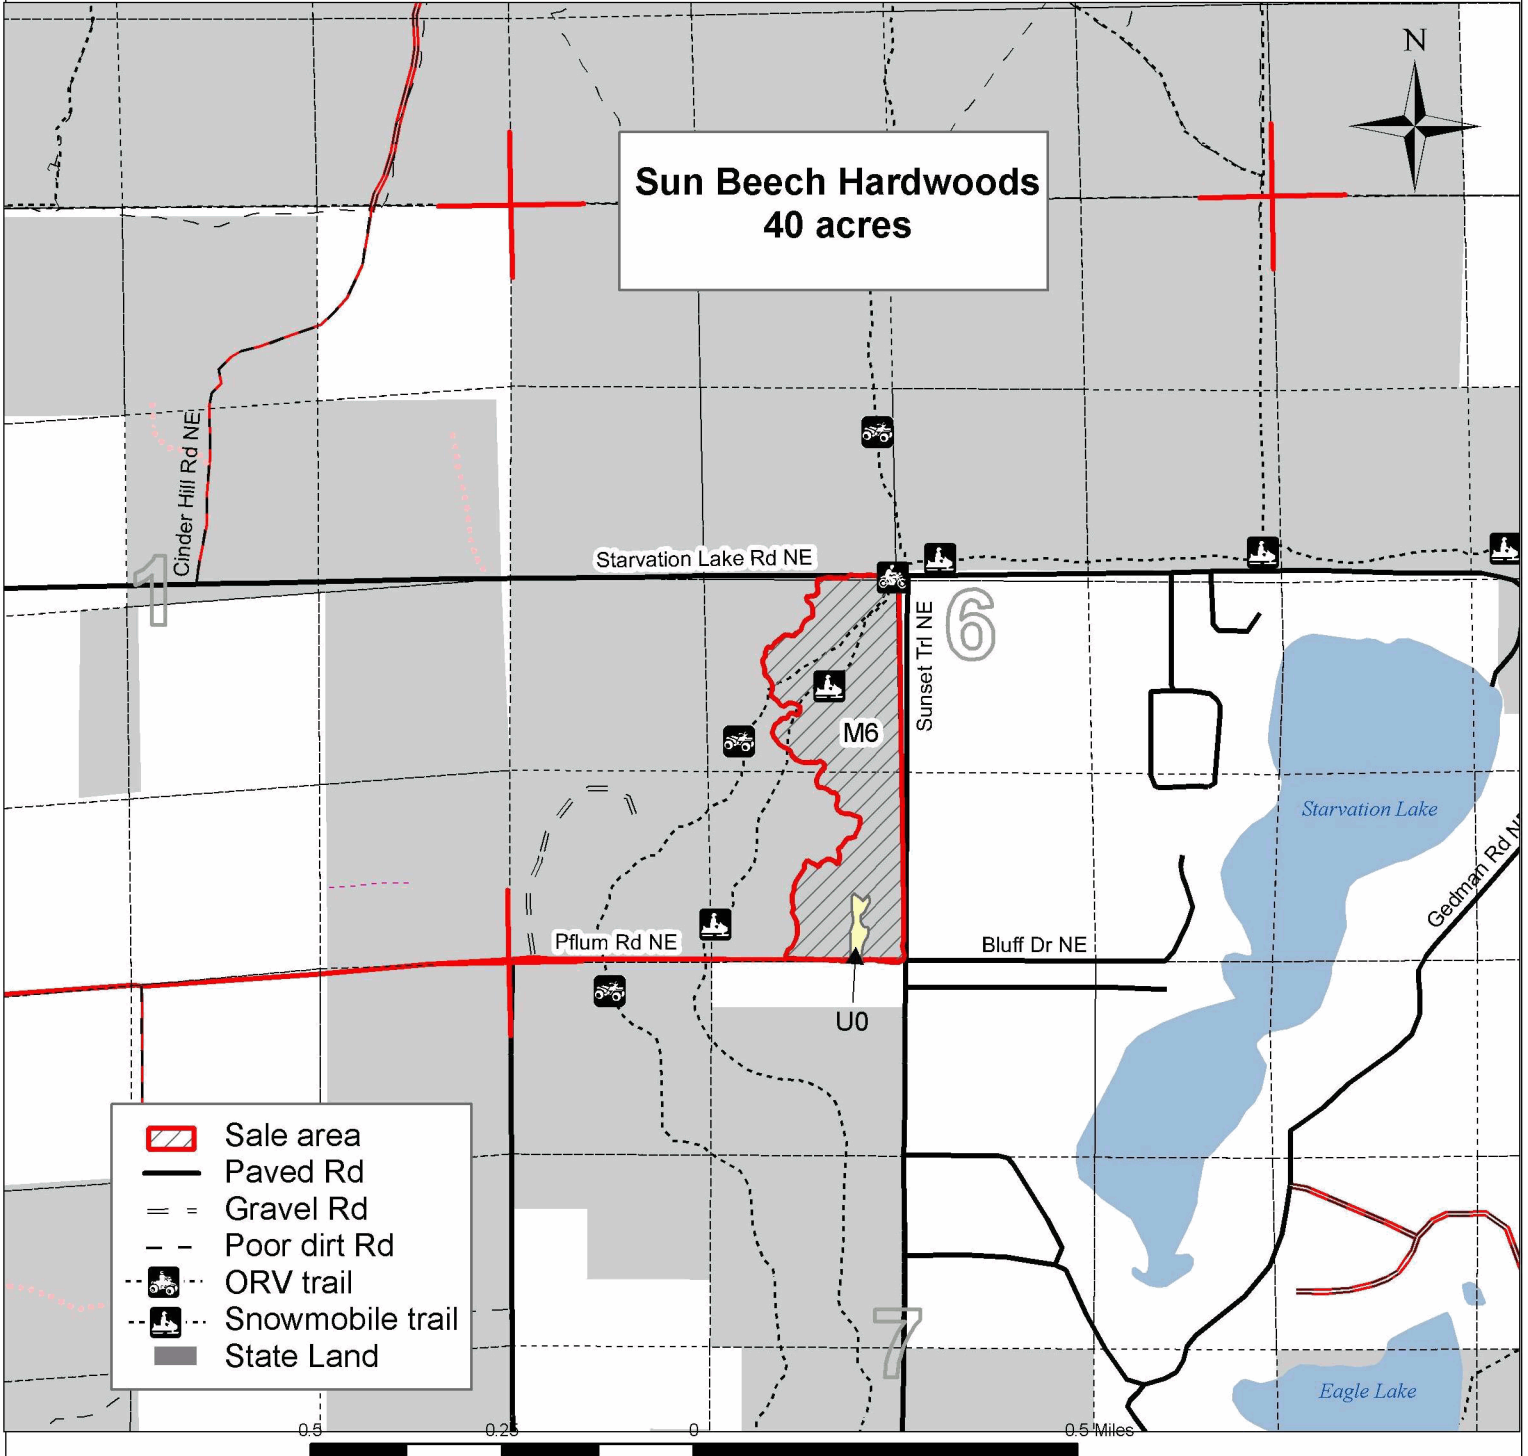 N
Sun Beech Hardwoods
40 acres
Cinder Hill Rd NE
Starvation Lake Rd NE
1
6
Sunset Trl NE
M6
Starvation Lake
Gedman Rd NE
Pflum Rd NE
Bluff Dr NE
U0
Sale area
Paved Rd
Gravel Rd
Poor dirt Rd
ORV trail
Snowmobile trail
State Land
7
Eagle Lake
0.5 0.25 0 0.5 Miles